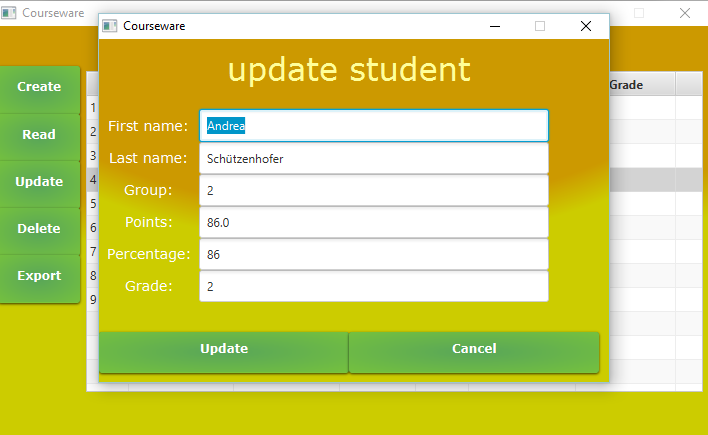 Courseware
Courseware
update student
Create
Read
Update
Delete
Export
Grade
1
2
3
4
5
6
7
8
9
First name: Andrea
Last name: Schützenhofer
Group: 2
Points: 86.0
Percentage: 86
Grade: 2
Update Cancel